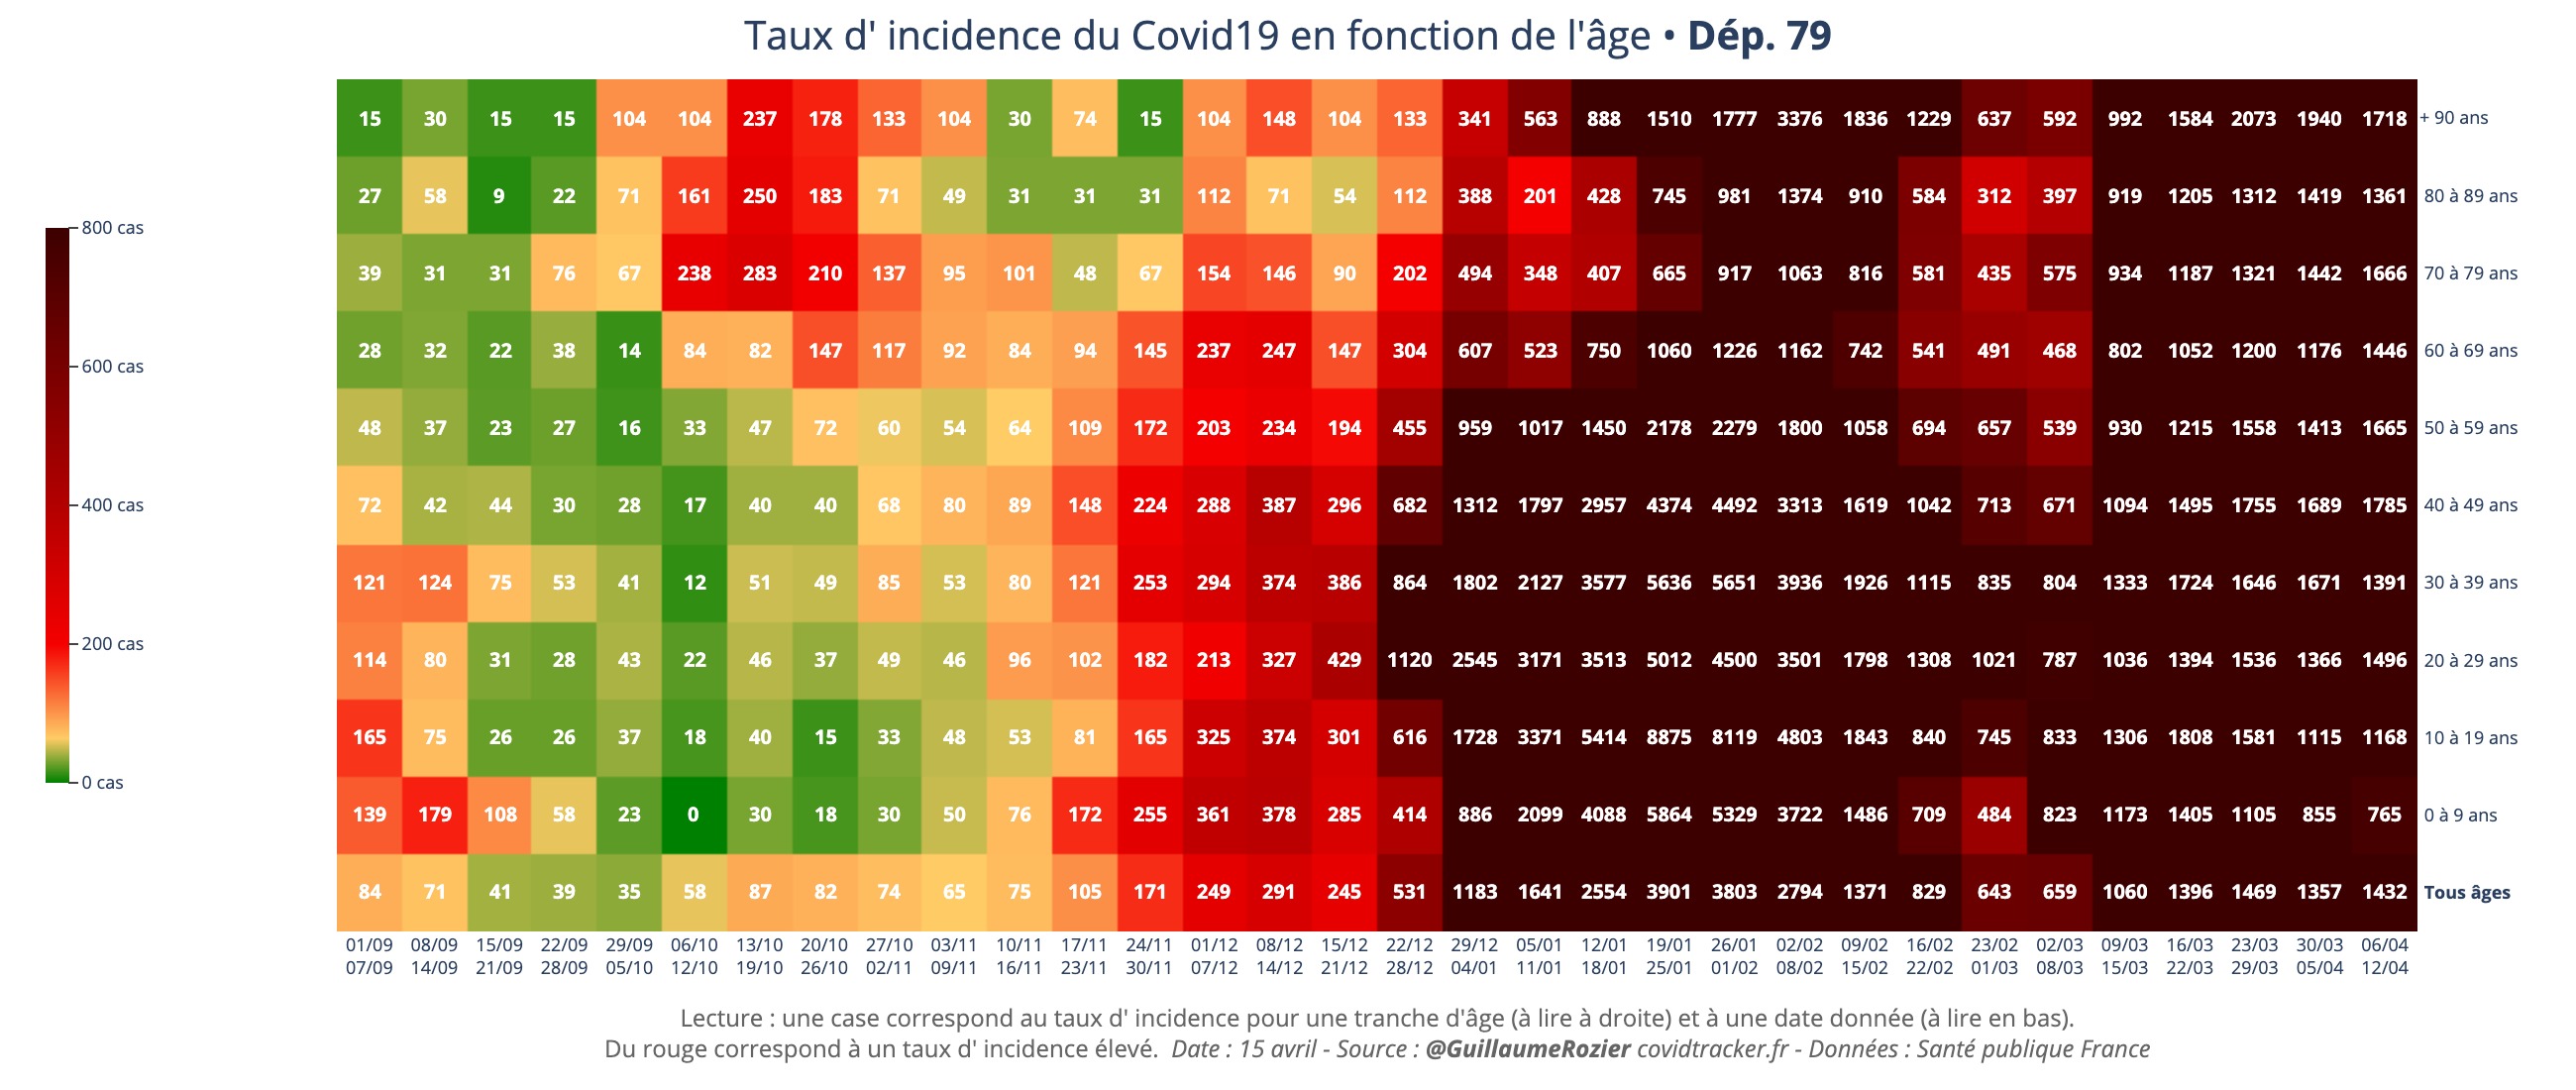 Taux d' incidence du Covid19 en fonction de l'âge • Dép. 79
800 cas
600 cas
400 cas
200 cas
0 cas
15 30 15 15 104 104 237 178 133 104 30 74 15 104 148 104 133 341 563 888 1510 1777 3376 1836 1229 637 592 992 1584 2073 1940 1718 + 90 ans
27 58 9 22 71 161 250 183 71 49 31 31 31 112 71 54 112 388 201 428 745 981 1374 910 584 312 397 919 1205 1312 1419 1361 80 à 89 ans
39 31 31 76 67 238 283 210 137 95 101 48 67 154 146 90 202 494 348 407 665 917 1063 816 581 435 575 934 1187 1321 1442 1666 70 à 79 ans
28 32 22 38 14 84 82 147 117 92 84 94 145 237 247 147 304 607 523 750 1060 1226 1162 742 541 491 468 802 1052 1200 1176 1446 60 à 69 ans
48 37 23 27 16 33 47 72 60 54 64 109 172 203 234 194 455 959 1017 1450 2178 2279 1800 1058 694 657 539 930 1215 1558 1413 1665 50 à 59 ans
72 42 44 30 28 17 40 40 68 80 89 148 224 288 387 296 682 1312 1797 2957 4374 4492 3313 1619 1042 713 671 1094 1495 1755 1689 1785 40 à 49 ans
121 124 75 53 41 12 51 49 85 53 80 121 253 294 374 386 864 1802 2127 3577 5636 5651 3936 1926 1115 835 804 1333 1724 1646 1671 1391 30 à 39 ans
114 80 31 28 43 22 46 37 49 46 96 102 182 213 327 429 1120 2545 3171 3513 5012 4500 3501 1798 1308 1021 787 1036 1394 1536 1366 1496 20 à 29 ans
165 75 26 26 37 18 40 15 33 48 53 81 165 325 374 301 616 1728 3371 5414 8875 8119 4803 1843 840 745 833 1306 1808 1581 1115 1168 10 à 19 ans
139 179 108 58 23 0 30 18 30 50 76 172 255 361 378 285 414 886 2099 4088 5864 5329 3722 1486 709 484 823 1173 1405 1105 855 765 0 à 9 ans
84 71 41 39 35 58 87 82 74 65 75 105 171 249 291 245 531 1183 1641 2554 3901 3803 2794 1371 829 643 659 1060 1396 1469 1357 1432 Tous âges
01/09 08/09 15/09 22/09 29/09 06/10 13/10 20/10 27/10 03/11 10/11 17/11 24/11 01/12 08/12 15/12 22/12 29/12 05/01 12/01 19/01 26/01 02/02 09/02 16/02 23/02 02/03 09/03 16/03 23/03 30/03 06/04
07/09 14/09 21/09 28/09 05/10 12/10 19/10 26/10 02/11 09/11 16/11 23/11 30/11 07/12 14/12 21/12 28/12 04/01 11/01 18/01 25/01 01/02 08/02 15/02 22/02 01/03 08/03 15/03 22/03 29/03 05/04 12/04
Lecture : une case correspond au taux d' incidence pour une tranche d'âge (à lire à droite) et à une date donnée (à lire en bas).
Du rouge correspond à un taux d' incidence élevé. Date : 15 avril - Source : @GuillaumeRozier covidtracker.fr - Données : Santé publique France